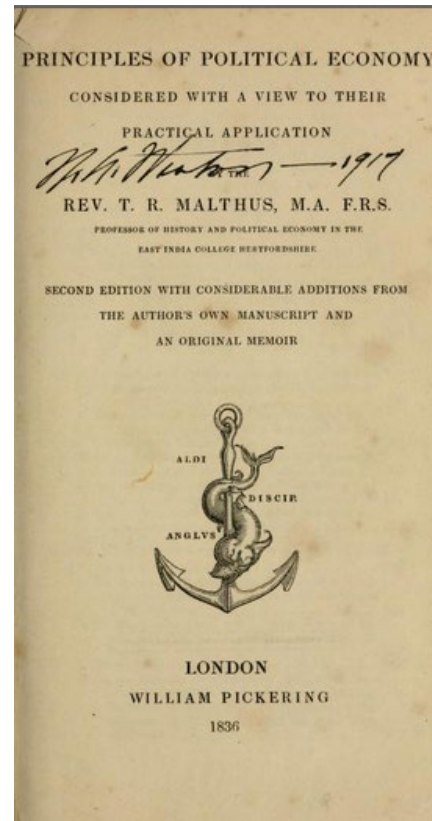 PRINCIPLES OF POLITICAL ECONOMY
CONSIDERED WITH A VIEW TO THEIR
PRACTICAL APPLICATION
1917
THE
REV. T. R. MALTHUS, M.A. F.R.S.
PROFESSOR OF HISTORY AND POLITICAL ECONOMY IN THE
EAST INDIA COLLEGE HERTFORDSHIRE
SECOND EDITION WITH CONSIDERABLE ADDITIONS FROM
THE AUTHOR'S OWN MANUSCRIPT AND
AN ORIGINAL MEMOIR
ALDI
DISCIP.
ANGLVS
LONDON
WILLIAM PICKERING
1836